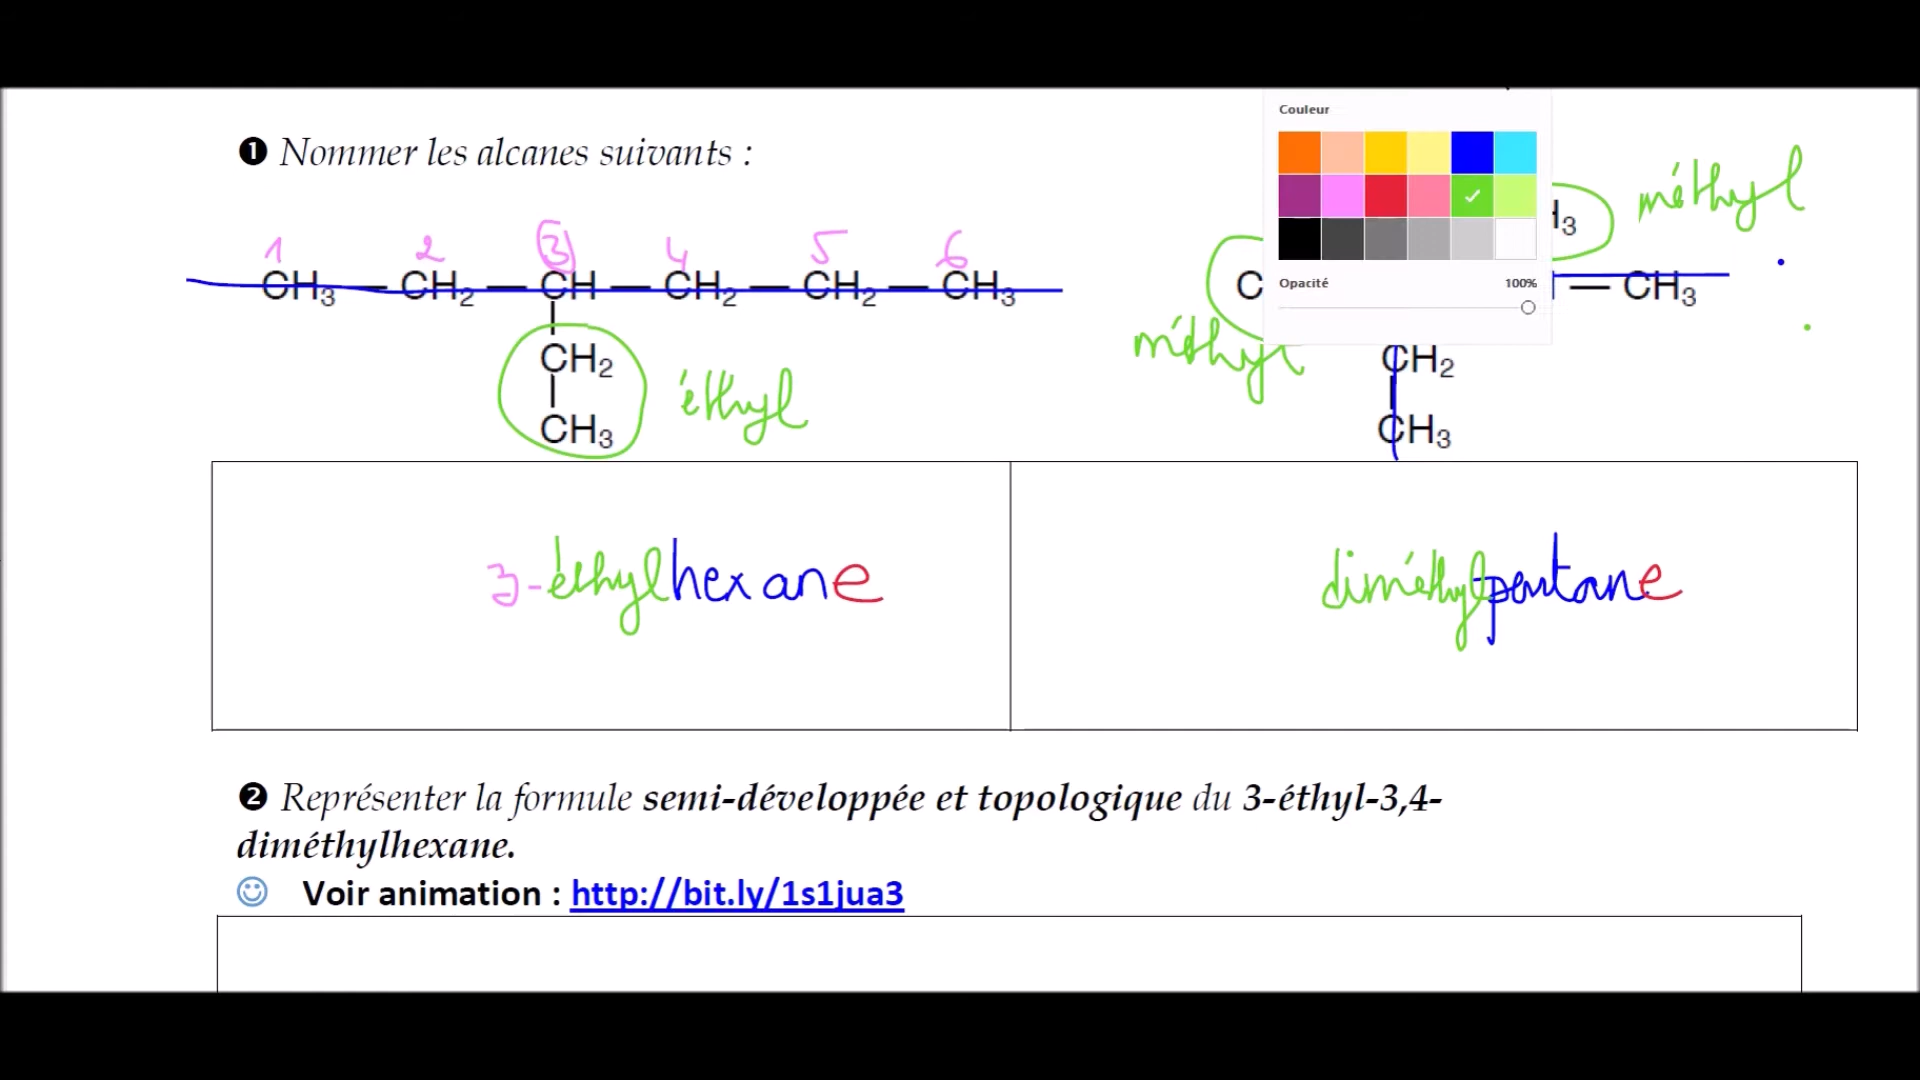 Couleur
❶ Nommer les alcanes suivants :
méthyl
1 2 3 4 5 6
H3
CH3 — CH2 — CH — CH2 — CH2 — CH3
C — CH3
Opacité 100%
méthyl
CH2 CH2
éthyl
CH3 CH3
3-éthylhexane
diméthylpentane
❷ Représenter la formule semi-développée et topologique du 3-éthyl-3,4-
diméthylhexane.
Voir animation : http://bit.ly/1s1jua3